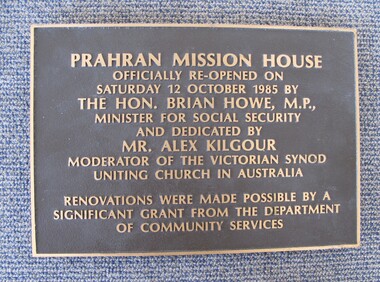 PRAHRAN MISSION HOUSE
OFFICIALLY RE-OPENED ON
SATURDAY 12 OCTOBER 1985 BY
THE HON. BRIAN HOWE, M.P.,
MINISTER FOR SOCIAL SECURITY
AND DEDICATED BY
MR. ALEX KILGOUR
MODERATOR OF THE VICTORIAN SYNOD
UNITING CHURCH IN AUSTRALIA
RENOVATIONS WERE MADE POSSIBLE BY A
SIGNIFICANT GRANT FROM THE DEPARTMENT
OF COMMUNITY SERVICES